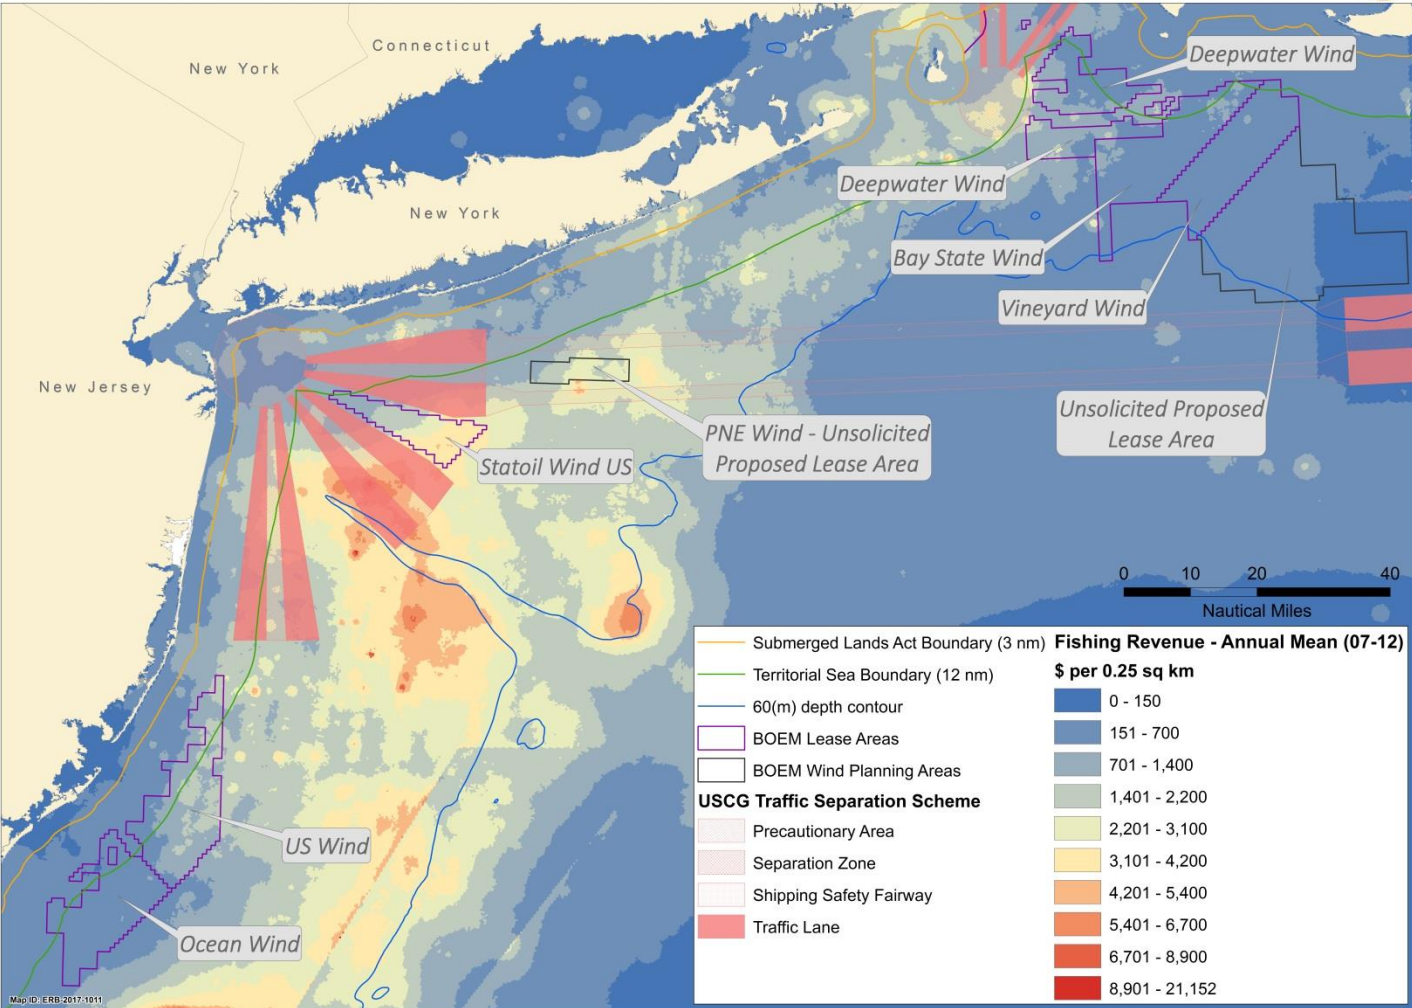 Connecticut
New York
Deepwater Wind
Deepwater Wind
New York
Bay State Wind
Vineyard Wind
New Jersey
Unsolicited Proposed
Lease Area
PNE Wind - Unsolicited
Proposed Lease Area
Statoil Wind US
0 10 20 40
Nautical Miles
Submerged Lands Act Boundary (3 nm)
Territorial Sea Boundary (12 nm)
60(m) depth contour
BOEM Lease Areas
BOEM Wind Planning Areas
USCG Traffic Separation Scheme
Precautionary Area
Separation Zone
Shipping Safety Fairway
Traffic Lane
Fishing Revenue - Annual Mean (07-12)
$ per 0.25 sq km
0 - 150
151 - 700
701 - 1,400
1,401 - 2,200
2,201 - 3,100
3,101 - 4,200
4,201 - 5,400
5,401 - 6,700
6,701 - 8,900
8,901 - 21,152
US Wind
Ocean Wind
Map ID: ERB-2017-1011